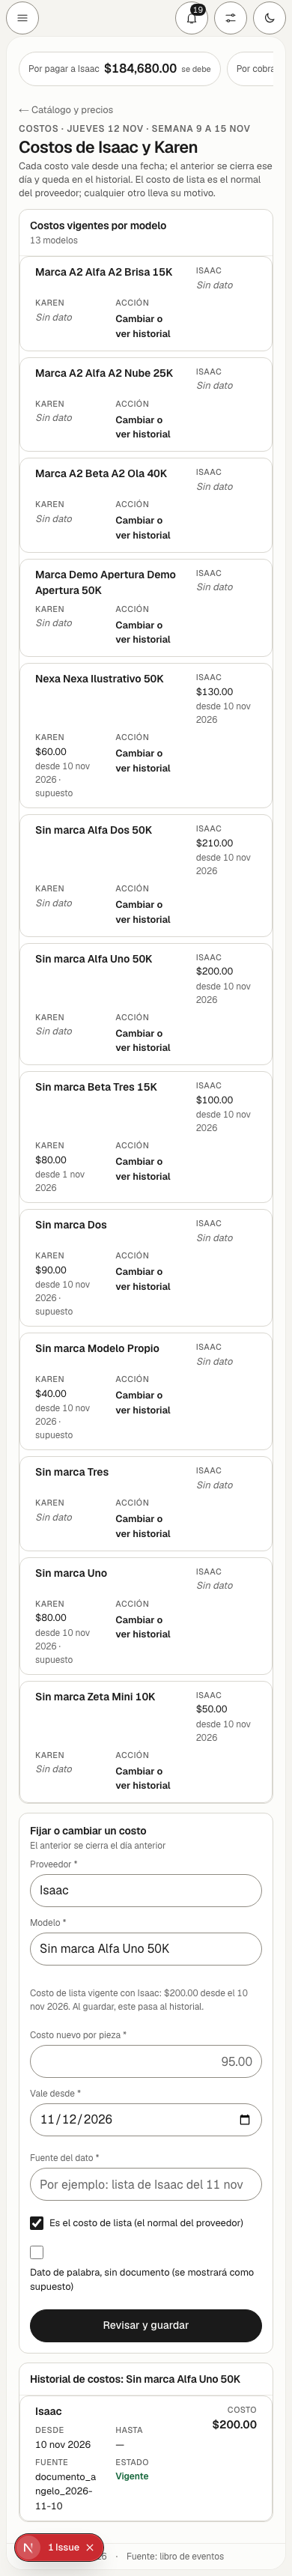 19
Por pagar a Isaac $184,680.00 se debe
Por cobra
← Catálogo y precios
COSTOS · JUEVES 12 NOV · SEMANA 9 A 15 NOV
Costos de Isaac y Karen
Cada costo vale desde una fecha; el anterior se cierra ese
día y queda en el historial. El costo de lista es el normal
del proveedor; cualquier otro lleva su motivo.
Costos vigentes por modelo
13 modelos
Marca A2 Alfa A2 Brisa 15K
ISAAC
Sin dato
KAREN
Sin dato
ACCIÓN
Cambiar o
ver historial
Marca A2 Alfa A2 Nube 25K
ISAAC
Sin dato
KAREN
Sin dato
ACCIÓN
Cambiar o
ver historial
Marca A2 Beta A2 Ola 40K
ISAAC
Sin dato
KAREN
Sin dato
ACCIÓN
Cambiar o
ver historial
Marca Demo Apertura Demo
Apertura 50K
ISAAC
Sin dato
KAREN
Sin dato
ACCIÓN
Cambiar o
ver historial
Nexa Nexa Ilustrativo 50K
ISAAC
$130.00
desde 10 nov
2026
KAREN
$60.00
desde 10 nov
2026 ·
supuesto
ACCIÓN
Cambiar o
ver historial
Sin marca Alfa Dos 50K
ISAAC
$210.00
desde 10 nov
2026
KAREN
Sin dato
ACCIÓN
Cambiar o
ver historial
Sin marca Alfa Uno 50K
ISAAC
$200.00
desde 10 nov
2026
KAREN
Sin dato
ACCIÓN
Cambiar o
ver historial
Sin marca Beta Tres 15K
ISAAC
$100.00
desde 10 nov
2026
KAREN
$80.00
desde 1 nov
2026
ACCIÓN
Cambiar o
ver historial
Sin marca Dos
ISAAC
Sin dato
KAREN
$90.00
desde 10 nov
2026 ·
supuesto
ACCIÓN
Cambiar o
ver historial
Sin marca Modelo Propio
ISAAC
Sin dato
KAREN
$40.00
desde 10 nov
2026 ·
supuesto
ACCIÓN
Cambiar o
ver historial
Sin marca Tres
ISAAC
Sin dato
KAREN
Sin dato
ACCIÓN
Cambiar o
ver historial
Sin marca Uno
ISAAC
Sin dato
KAREN
$80.00
desde 10 nov
2026 ·
supuesto
ACCIÓN
Cambiar o
ver historial
Sin marca Zeta Mini 10K
ISAAC
$50.00
desde 10 nov
2026
KAREN
Sin dato
ACCIÓN
Cambiar o
ver historial
Fijar o cambiar un costo
El anterior se cierra el día anterior
Proveedor *
Isaac
Modelo *
Sin marca Alfa Uno 50K
Costo de lista vigente con Isaac: $200.00 desde el 10
nov 2026. Al guardar, este pasa al historial.
Costo nuevo por pieza *
95.00
Vale desde *
11/12/2026
Fuente del dato *
Por ejemplo: lista de Isaac del 11 nov
Es el costo de lista (el normal del proveedor)
Dato de palabra, sin documento (se mostrará como
supuesto)
Revisar y guardar
Historial de costos: Sin marca Alfa Uno 50K
Isaac
COSTO
$200.00
DESDE
10 nov 2026
HASTA
—
FUENTE
documento_a
ngelo_2026-
11-10
ESTADO
Vigente
N 1 Issue
· Fuente: libro de eventos